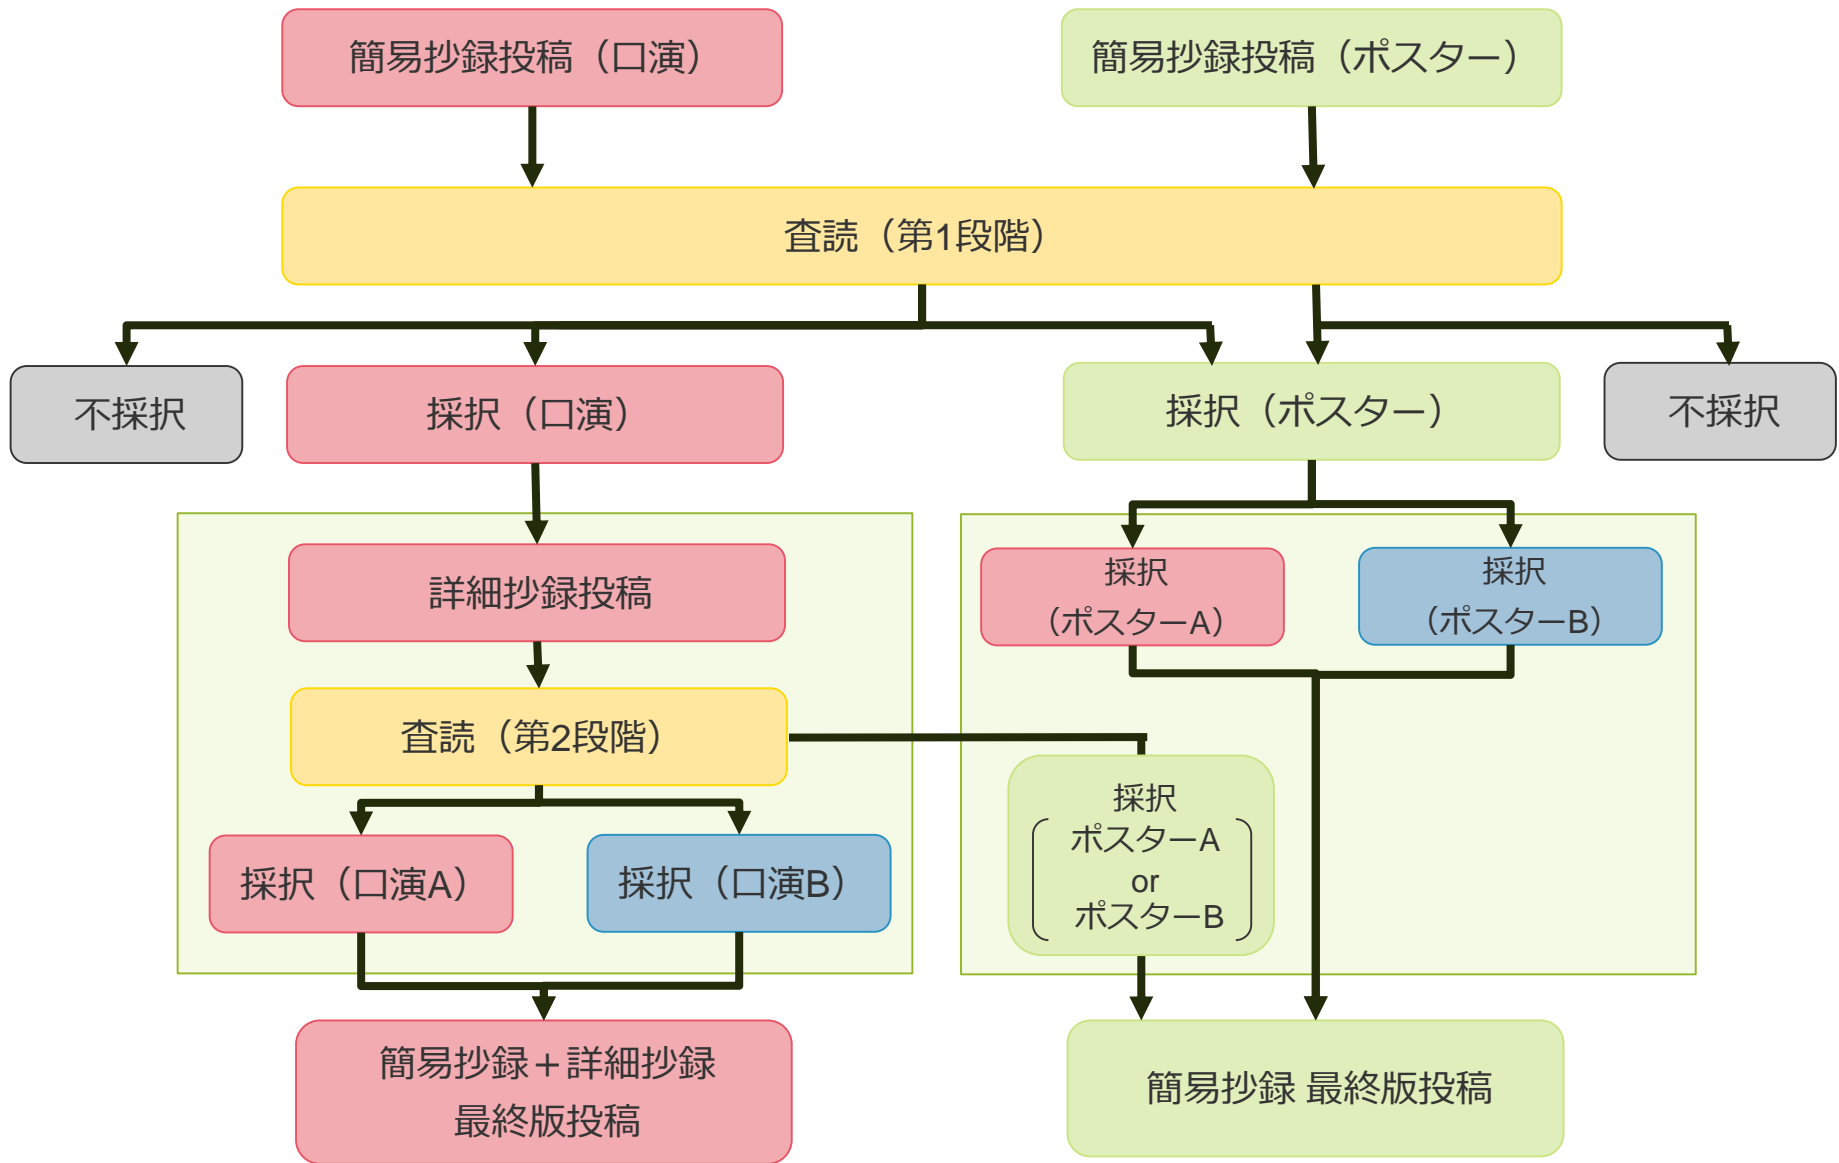 簡易抄録投稿（口演）
簡易抄録投稿（ポスター）
査読（第1段階）
不採択
採択（口演）
採択（ポスター）
不採択
詳細抄録投稿
採択
（ポスターA）
採択
（ポスターB）
査読（第2段階）
採択
ポスターA
or
ポスターB
採択（口演A）
採択（口演B）
簡易抄録＋詳細抄録
最終版投稿
簡易抄録 最終版投稿